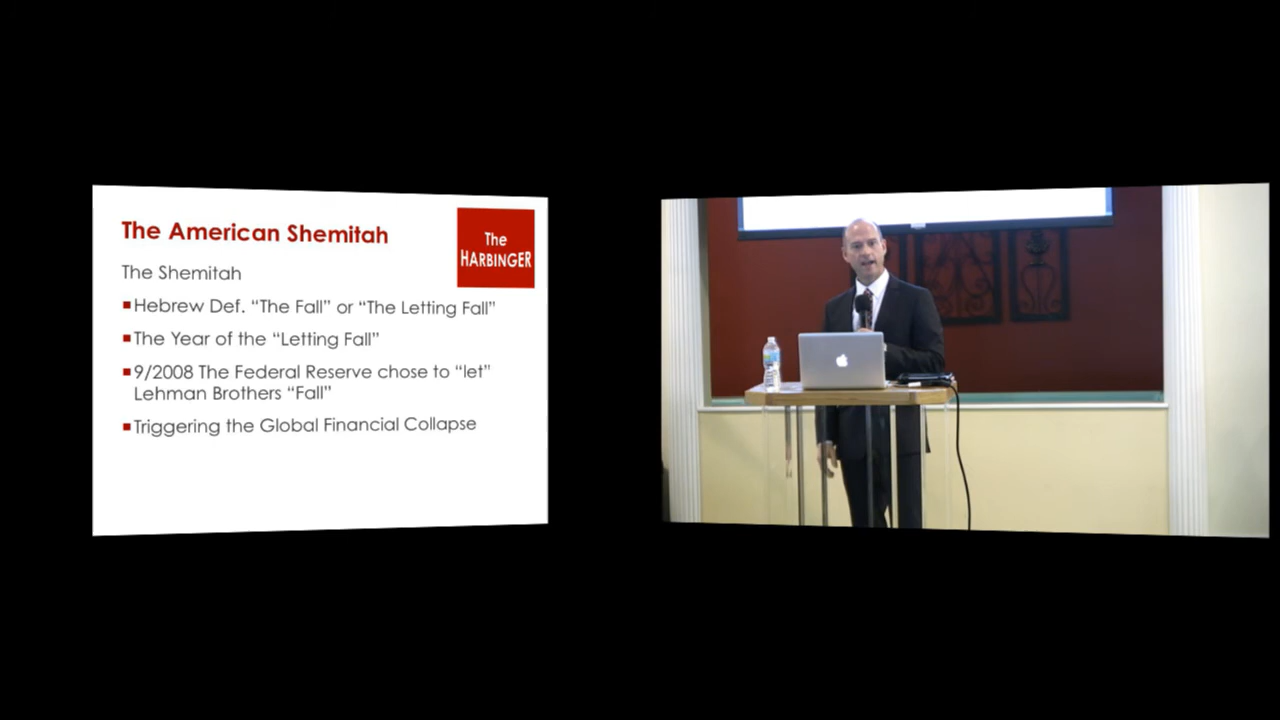 The American Shemitah
The
HARBINGER
The Shemitah
Hebrew Def. “The Fall” or “The Letting Fall”
The Year of the “Letting Fall”
9/2008 The Federal Reserve chose to “let”
Lehman Brothers “Fall”
Triggering the Global Financial Collapse